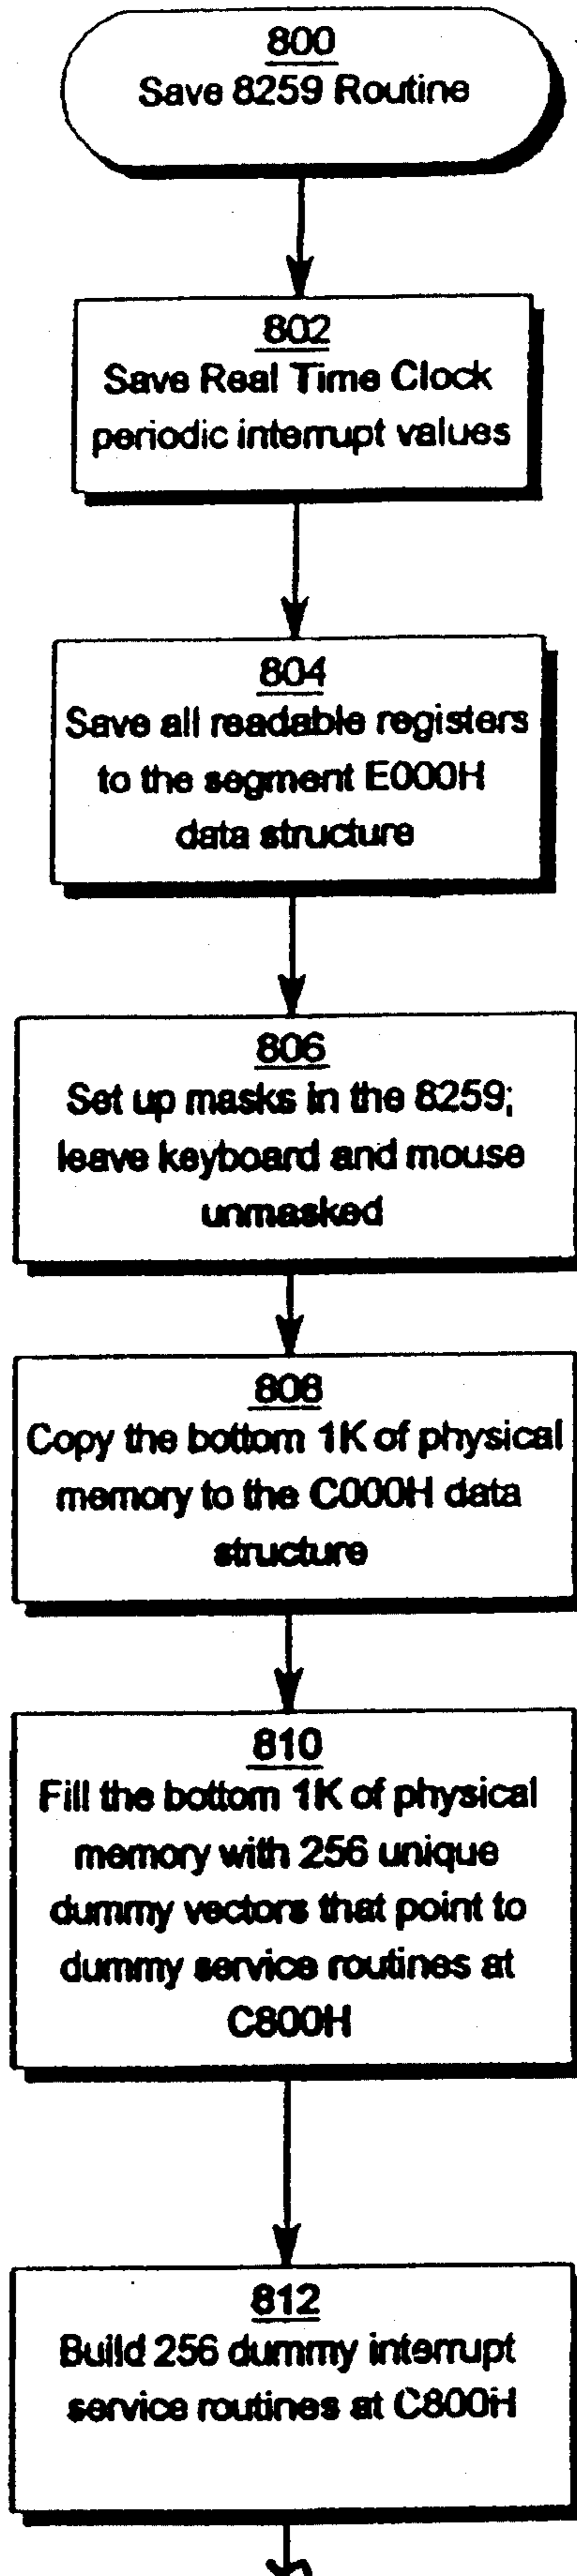 800
Save 8259 Routine
802
Save Real Time Clock
periodic interrupt values
804
Save all readable registers
to the segment E000H
data structure
806
Set up masks in the 8259;
leave keyboard and mouse
unmasked
808
Copy the bottom 1K of physical
memory to the C000H data
structure
810
Fill the bottom 1K of physical
memory with 256 unique
dummy vectors that point to
dummy service routines at
C800H
812
Build 256 dummy interrupt
service routines at C800H